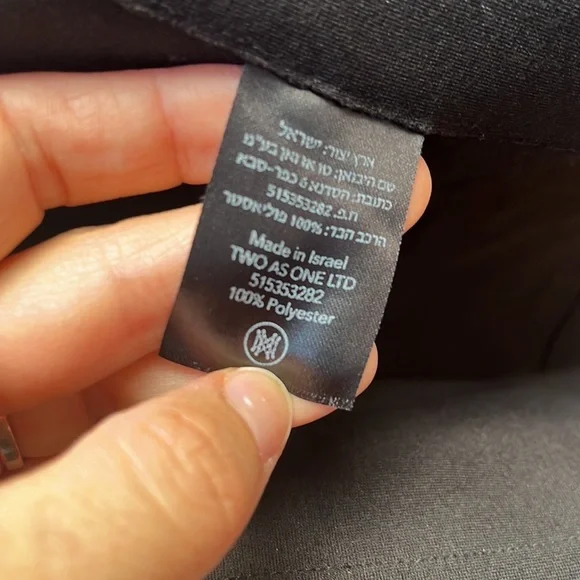 ארץ יצור: ישראל
שם היבואן: טו אז וואן בע"מ
כתובת: הסדנא 6 כפר-סבא
ח.פ. 515353282
הרכב הבד: 100% פוליאסטר
Made in Israel
TWO AS ONE LTD
515353282
100% Polyester